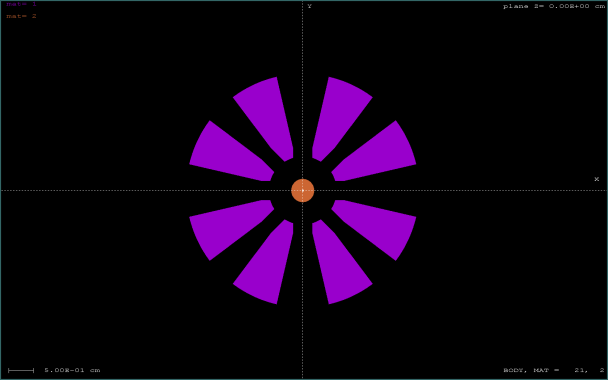 mat= 1
Y
plane Z= 0.00E+00 cm
mat= 2
X
5.00E-01 cm
BODY, MAT = 21, 2